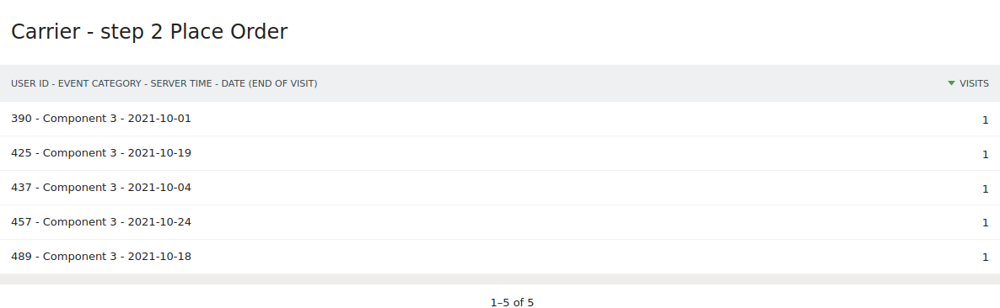 Carrier - step 2 Place Order
USER ID - EVENT CATEGORY - SERVER TIME - DATE (END OF VISIT) VISITS
390 - Component 3 - 2021-10-01 1
425 - Component 3 - 2021-10-19 1
437 - Component 3 - 2021-10-04 1
457 - Component 3 - 2021-10-24 1
489 - Component 3 - 2021-10-18 1
1–5 of 5